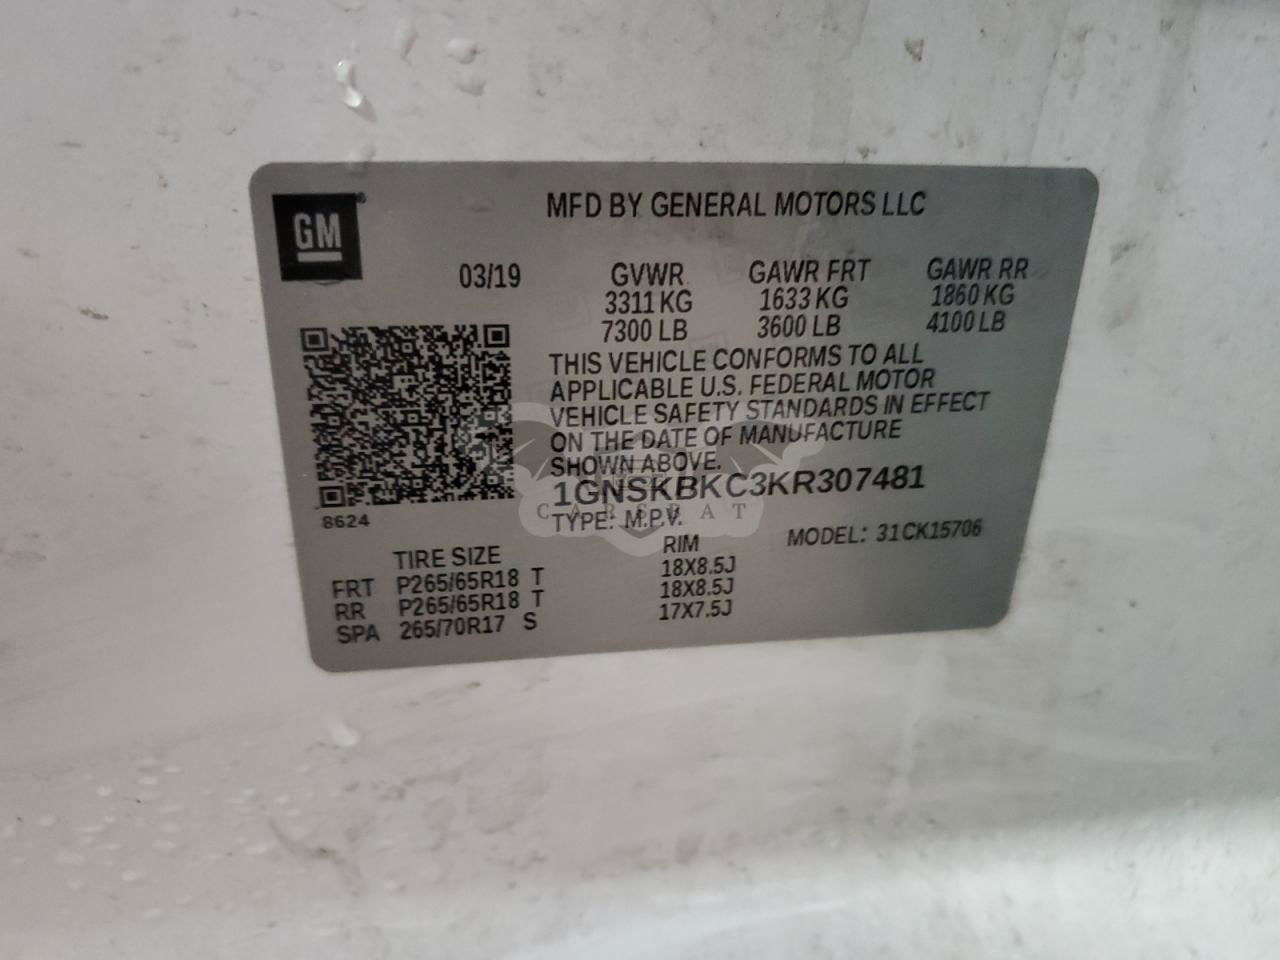 GM
MFD BY GENERAL MOTORS LLC
03/19 GVWR GAWR FRT GAWR RR
3311 KG 1633 KG 1860 KG
7300 LB 3600 LB 4100 LB
THIS VEHICLE CONFORMS TO ALL
APPLICABLE U.S. FEDERAL MOTOR
VEHICLE SAFETY STANDARDS IN EFFECT
ON THE DATE OF MANUFACTURE
SHOWN ABOVE.
1GNSKBKC3KR307481
8624
TYPE: M.P.V. MODEL: 31CK15706
TIRE SIZE RIM
FRT P265/65R18 T 18X8.5J
RR P265/65R18 T 18X8.5J
SPA 265/70R17 S 17X7.5J